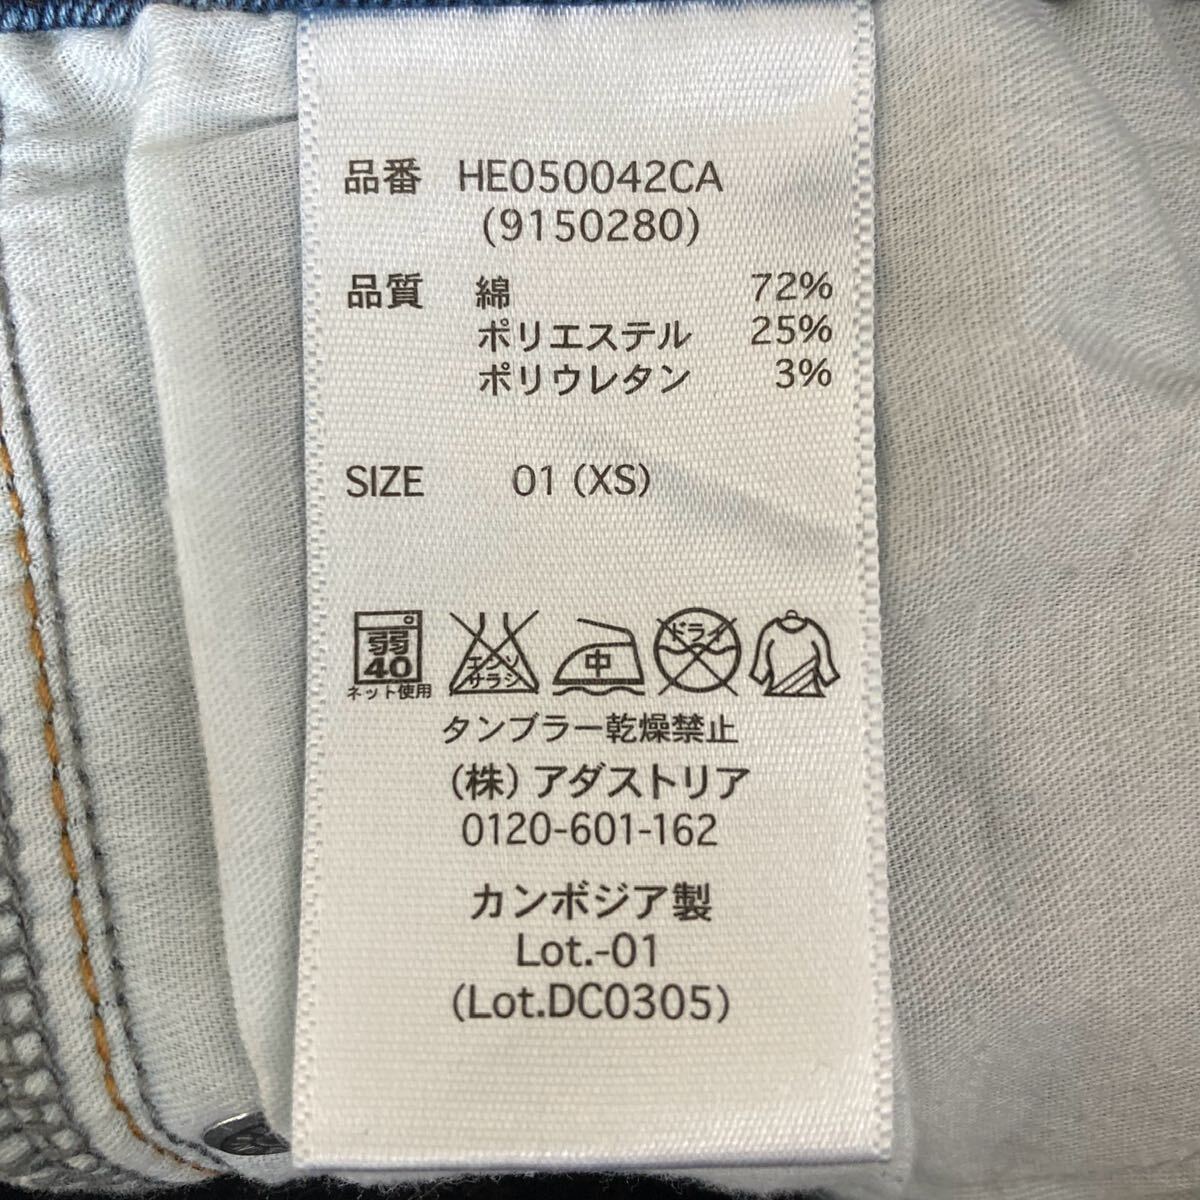 品番 HE050042CA
(9150280)
品質 綿 72%
ポリエステル 25%
ポリウレタン 3%
SIZE 01 (XS)
弱
40
ネット使用
エンソ
サラシ
中
ドライ
タンブラー乾燥禁止
(株)アダストリア
0120-601-162
カンボジア製
Lot.-01
(Lot.DC0305)